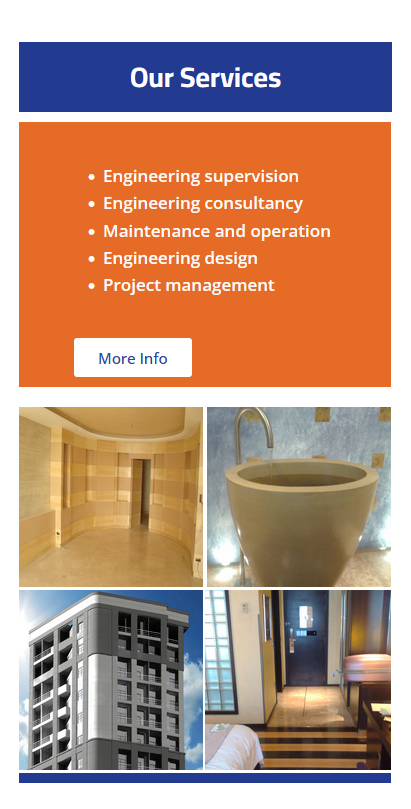 Our Services
Engineering supervision
Engineering consultancy
Maintenance and operation
Engineering design
Project management
More Info